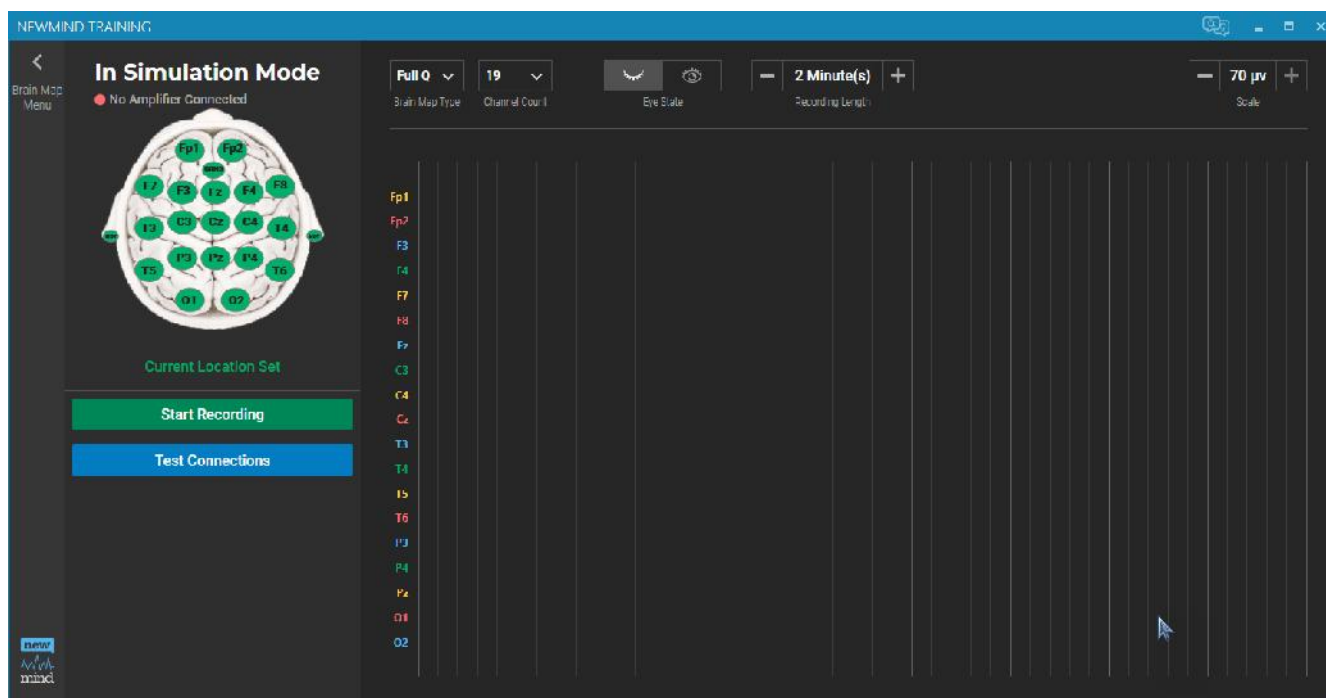 NEWMIND TRAINING
Brain Map
Menu
In Simulation Mode
No Amplifier Connected
Fp1 Fp2
F7 F3 Fz F4 F8
T3 C3 Cz C4 T4
T5 P3 Pz P4 T6
O1 O2
Current Location Set
Start Recording
Test Connections
Full Q 19 2 Minute(s) 70 µv
Brain Map Type Channel Count Eye State Recording Length Scale
Fp1
Fp2
F3
F4
F7
F8
Fz
C3
C4
Cz
T3
T4
T5
T6
P3
P4
Pz
O1
O2
new
mind